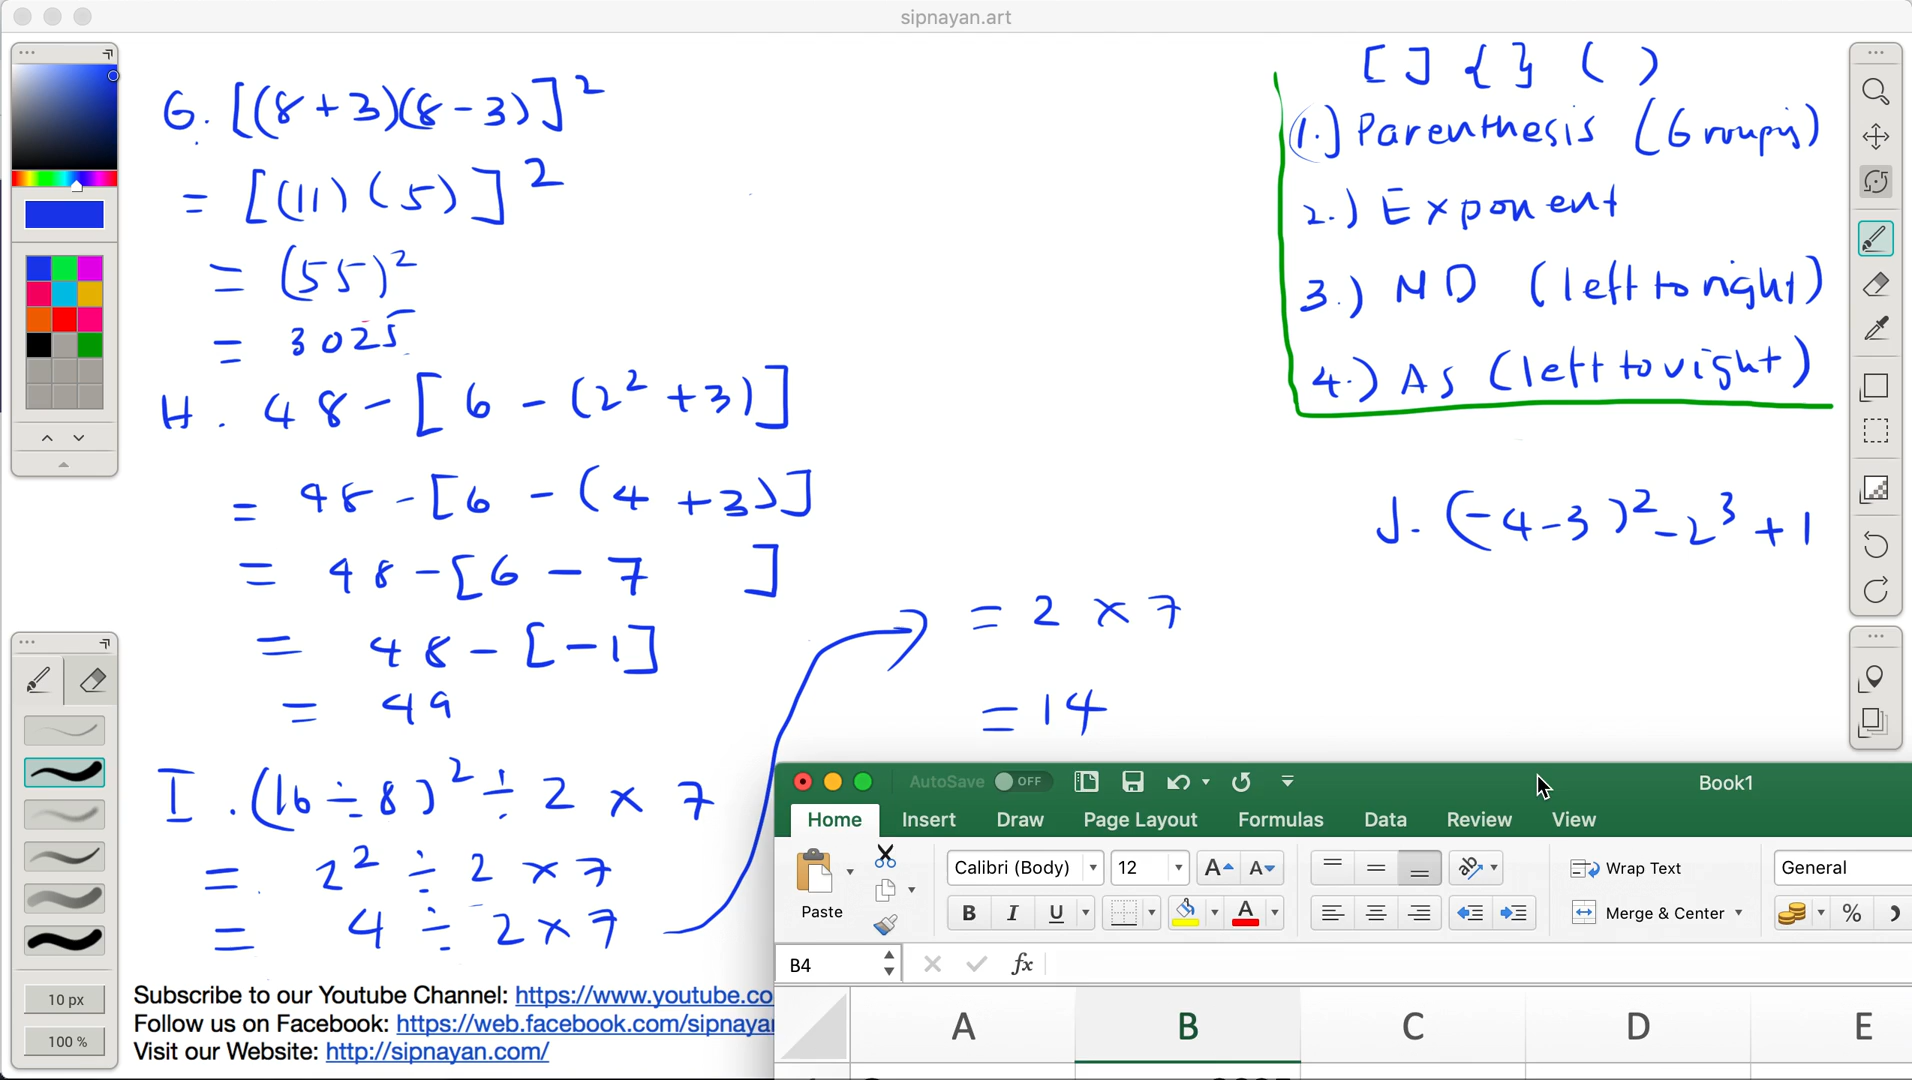 sipnayan.art
G. [(8+3)(8-3)]²
= [(11)(5)]²
= (55)²
= 3025
H. 48-[6-(2²+3)]
= 48-[6-(4+3)]
= 48-[6-7 ]
= 48-[-1]
= 49
I. (16÷8)²÷2×7
= 2²÷2×7
= 4÷2×7
= 2×7
= 14
[ ] { } ( )
1.) Parenthesis
2.) Exponent
3.) MD (left to right)
4.) AS (left to right)
J. (-4-3)²-2³+1
10 px
100 %
Subscribe to our Youtube Channel: https://www.youtube.co
Follow us on Facebook: https://web.facebook.com/sipnayan
Visit our Website: http://sipnayan.com/
AutoSave OFF Book1
Home Insert Draw Page Layout Formulas Data Review View
Calibri (Body) 12 A A ab Wrap Text General
Paste B I U A Merge & Center %
B4 fx
A B C D E